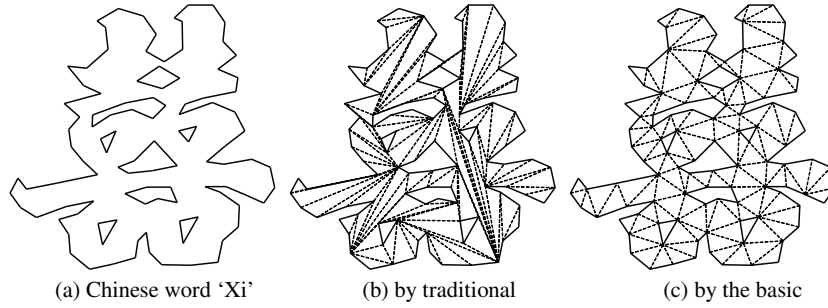 (a) Chinese word ‘Xi’
(b) by traditional
(c) by the basic